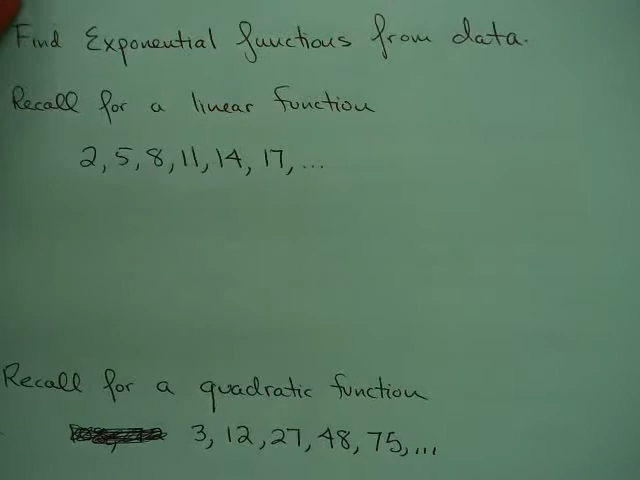 Find Exponential functions from data.
Recall for a linear function
2, 5, 8, 11, 14, 17, ...
Recall for a quadratic function
3, 12, 27, 48, 75, ...